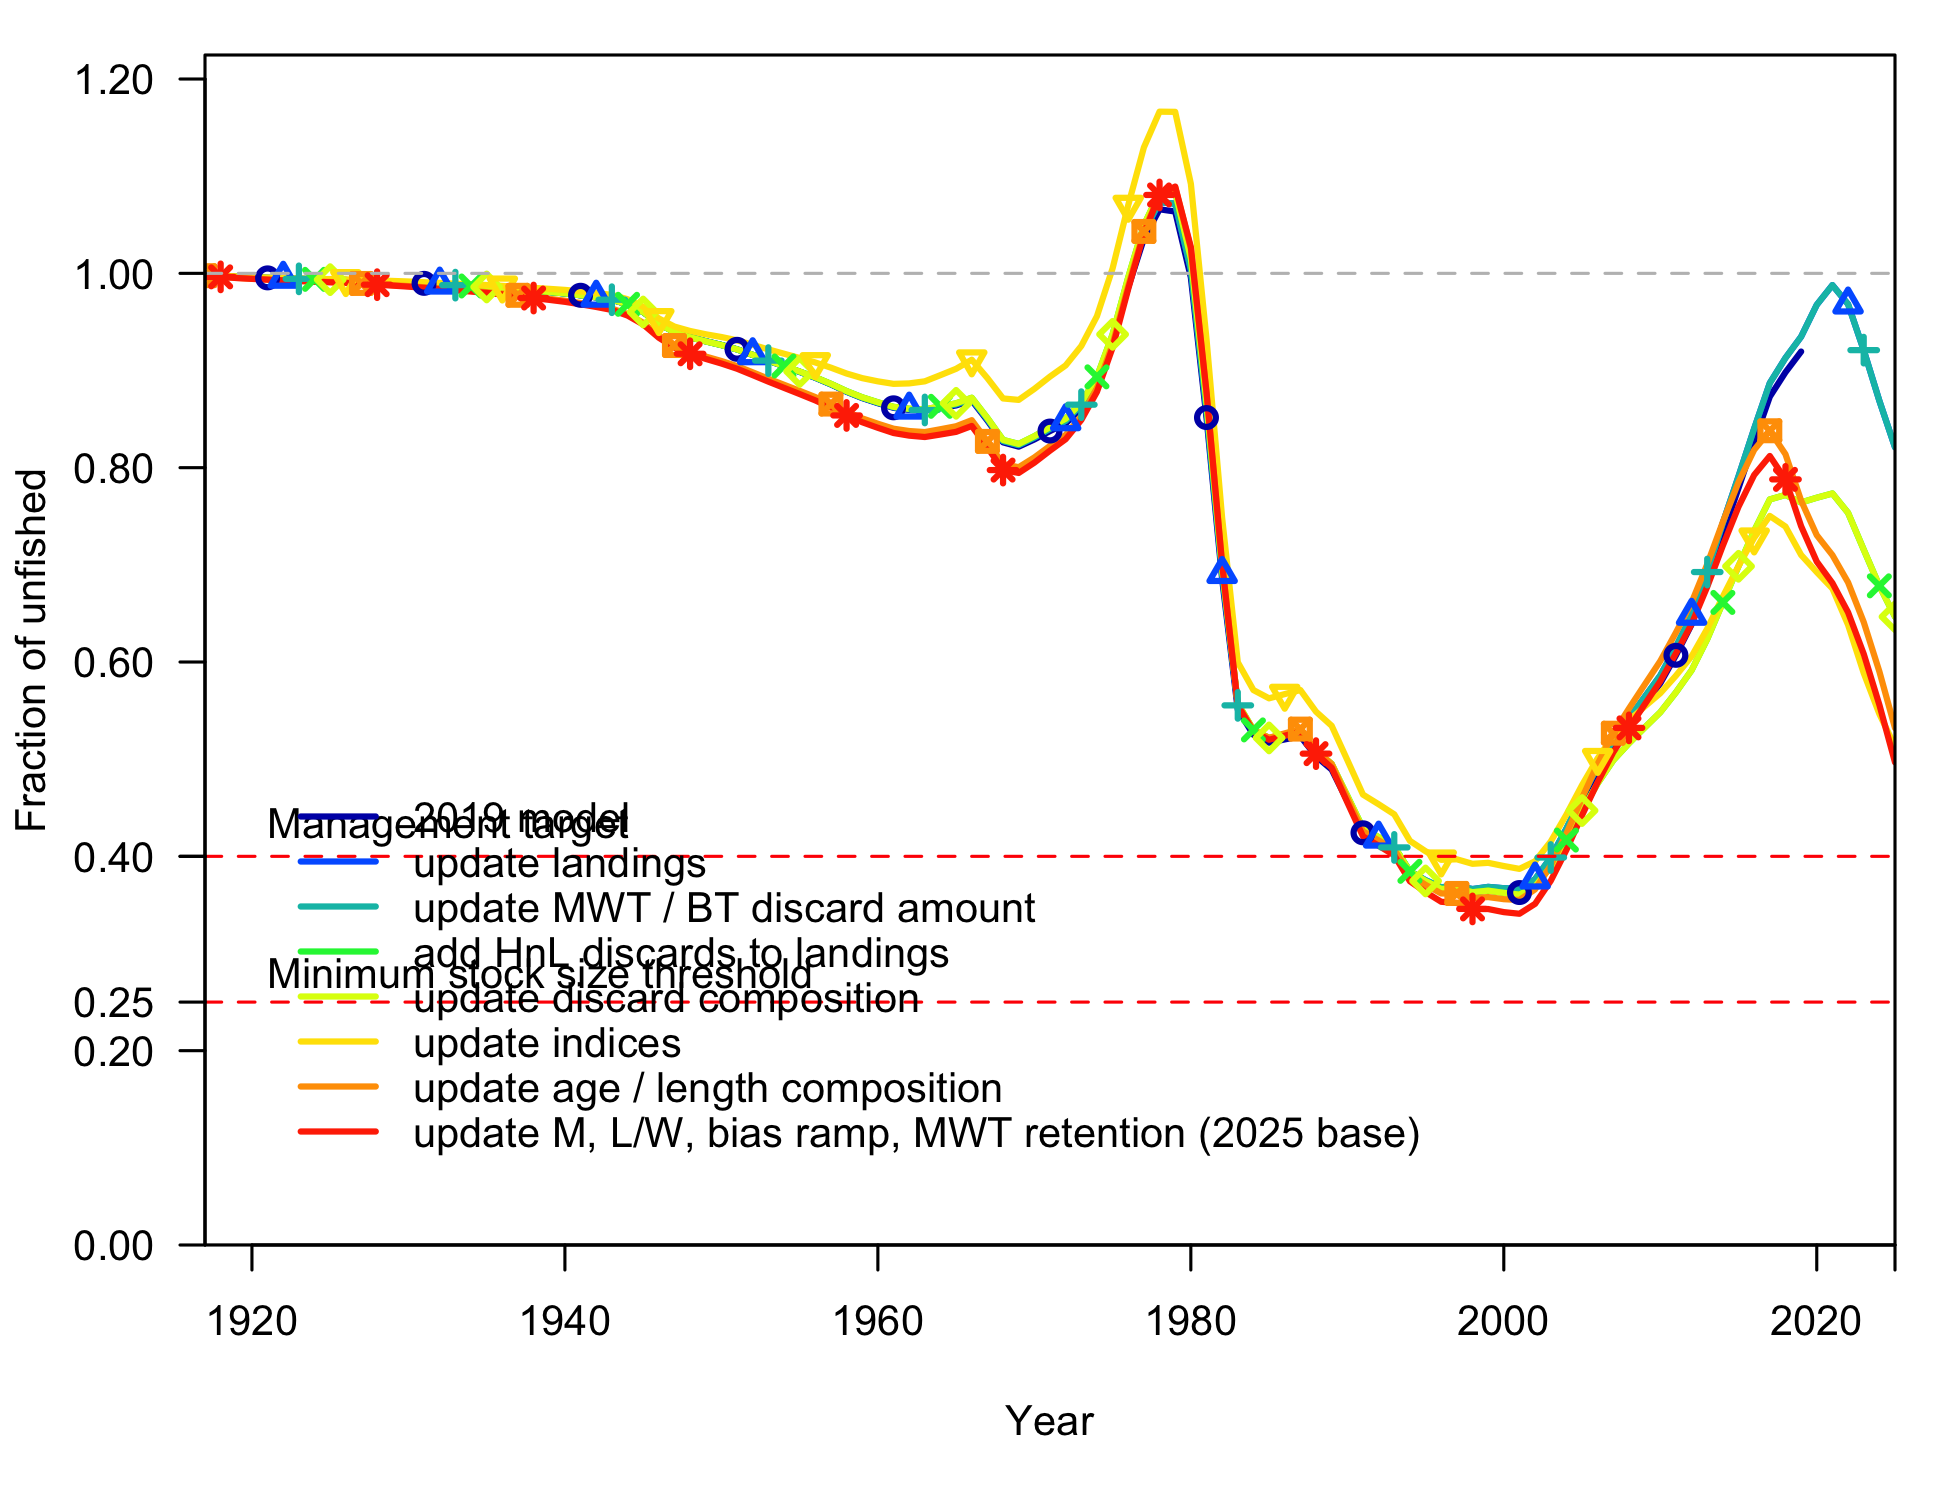 1.20
1.00
0.80
0.60
0.40
0.25
0.20
0.00
Fraction of unfished
2019 model
Management target
update landings
update MWT / BT discard amount
add HnL discards to landings
Minimum stock size threshold
update discard composition
update indices
update age / length composition
update M, L/W, bias ramp, MWT retention (2025 base)
1920
1940
1960
1980
2000
2020
Year